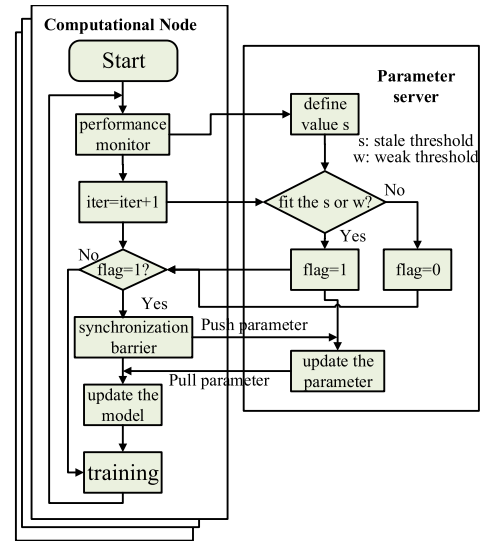 Computational Node
Start
performance
monitor
iter=iter+1
No
flag=1?
Yes
synchronization
barrier
Push parameter
Pull parameter
update the
model
training
Parameter
server
define
value s
s: stale threshold
w: weak threshold
fit the s or w?
No
Yes
flag=1
flag=0
update the
parameter